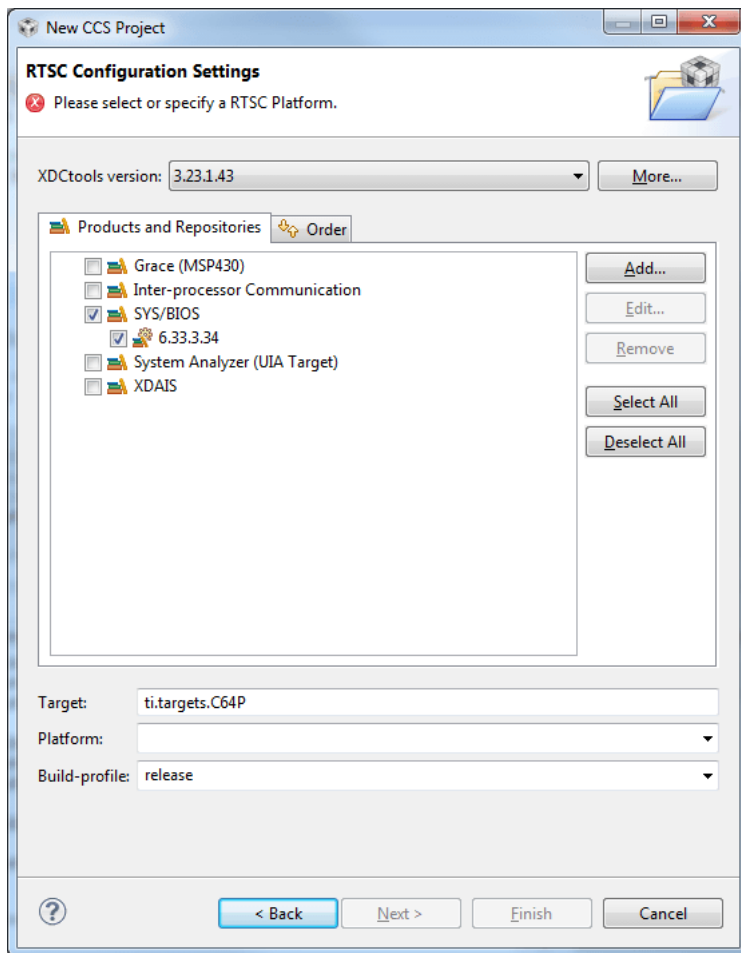 New CCS Project
RTSC Configuration Settings
Please select or specify a RTSC Platform.
XDCtools version: 3.23.1.43 More...
Products and Repositories Order
Grace (MSP430)
Inter-processor Communication
SYS/BIOS
6.33.3.34
System Analyzer (UIA Target)
XDAIS
Add...
Edit...
Remove
Select All
Deselect All
Target: ti.targets.C64P
Platform:
Build-profile: release
? < Back Next > Finish Cancel